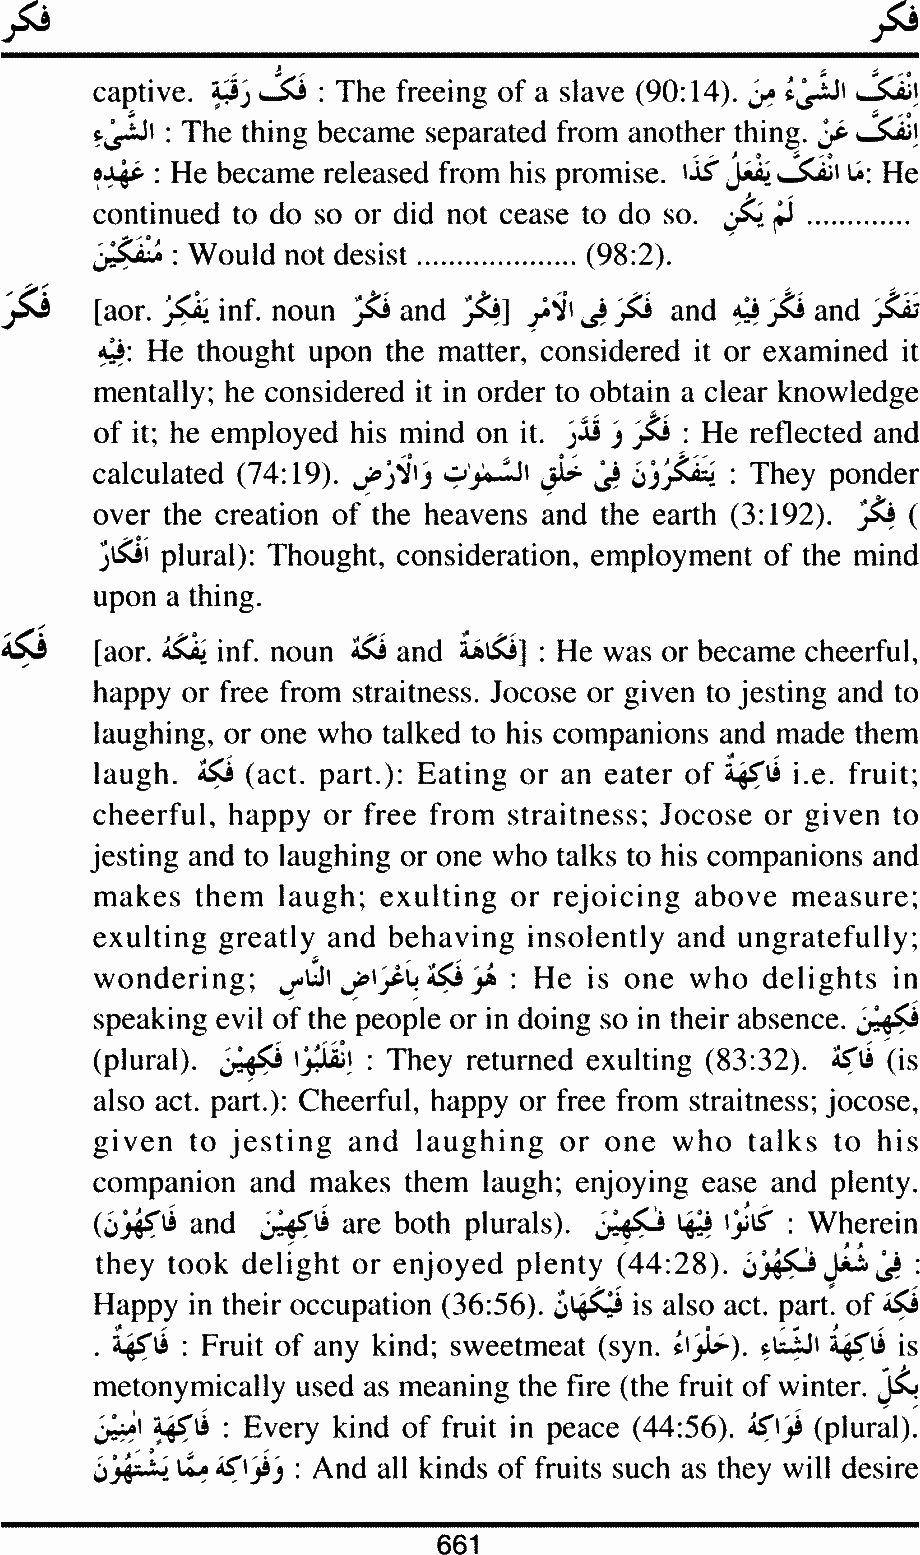 فكر فكر
captive. فَكُّ رَقَبَةٍ : The freeing of a slave (90:14). اِنْفَكَّ الشَّیْءُ مِنَ
الشَّیْءِ : The thing became separated from another thing. اِنْفَكَّ عَنْ
عَهْدِهٖ : He became released from his promise. مَا انْفَكَّ یَفْعَلُ كَذَا: He
continued to do so or did not cease to do so. لَمْ یَكُنِ .............
مُنْفَكِّیْنَ : Would not desist .................... (98:2).
فَكَرَ [aor. یَفْكِرُ inf. noun فَكْرٌ and فِكْرٌ] فَكَرَ فِی الْاَمْرِ and فَكَّرَ فِیْهِ and تَفَكَّرَ
فِیْهِ: He thought upon the matter, considered it or examined it
mentally; he considered it in order to obtain a clear knowledge
of it; he employed his mind on it. فَكَّرَ وَ قَدَّرَ : He reflected and
calculated (74:19). یَتَفَكَّرُوْنَ فِیْ خَلْقِ السَّمٰوٰتِ وَالْاَرْضِ : They ponder
over the creation of the heavens and the earth (3:192). فِكْرٌ (
اَفْكَارٌ plural): Thought, consideration, employment of the mind
upon a thing.
فَكِهَ [aor. یَفْكَهُ inf. noun فَكَهٌ and فَكَاهَةٌ] : He was or became cheerful,
happy or free from straitness. Jocose or given to jesting and to
laughing, or one who talked to his companions and made them
laugh. فَكِهٌ (act. part.): Eating or an eater of فَاكِهَةٌ i.e. fruit;
cheerful, happy or free from straitness; Jocose or given to
jesting and to laughing or one who talks to his companions and
makes them laugh; exulting or rejoicing above measure;
exulting greatly and behaving insolently and ungratefully;
wondering; هُوَ فَكِهٌ بِاَعْرَاضِ النَّاسِ : He is one who delights in
speaking evil of the people or in doing so in their absence. فَكِهِیْنَ
(plural). اِنْقَلَبُوْا فَكِهِیْنَ : They returned exulting (83:32). فَاكِهٌ (is
also act. part.): Cheerful, happy or free from straitness; jocose,
given to jesting and laughing or one who talks to his
companion and makes them laugh; enjoying ease and plenty.
(فَاكِهُوْنَ and فَاكِهِیْنَ are both plurals). كَانُوْا فِیْهَا فٰكِهِیْنَ : Wherein
they took delight or enjoyed plenty (44:28). فِیْ شُغُلٍ فٰكِهُوْنَ :
Happy in their occupation (36:56). فَیْكَهَانٌ is also act. part. of فَكِهَ
. فَاكِهَةٌ : Fruit of any kind; sweetmeat (syn. حَلْوَاءُ). فَاكِهَةُ الشِّتَاءِ is
metonymically used as meaning the fire (the fruit of winter. بِكُلِّ
فَاكِهَةٍ اٰمِنِیْنَ : Every kind of fruit in peace (44:56). فَوَاكِهُ (plural).
وَفَوَاكِهَ مِمَّا یَشْتَهُوْنَ : And all kinds of fruits such as they will desire
661